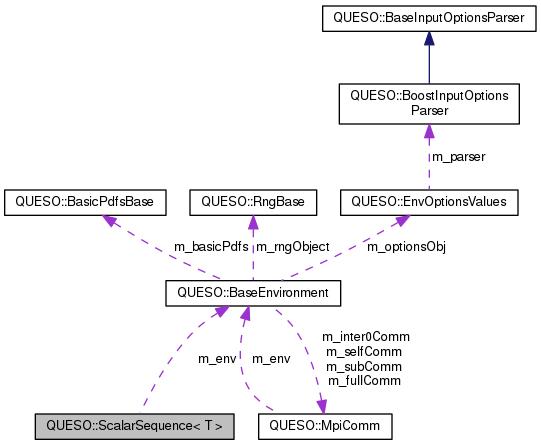 QUESO::BaseInputOptionsParser
QUESO::BoostInputOptions
Parser
m_parser
QUESO::BasicPdfsBase
QUESO::RngBase
QUESO::EnvOptionsValues
m_basicPdfs
m_rngObject
m_optionsObj
QUESO::BaseEnvironment
m_env
m_env
m_inter0Comm
m_selfComm
m_subComm
m_fullComm
QUESO::ScalarSequence< T >
QUESO::MpiComm